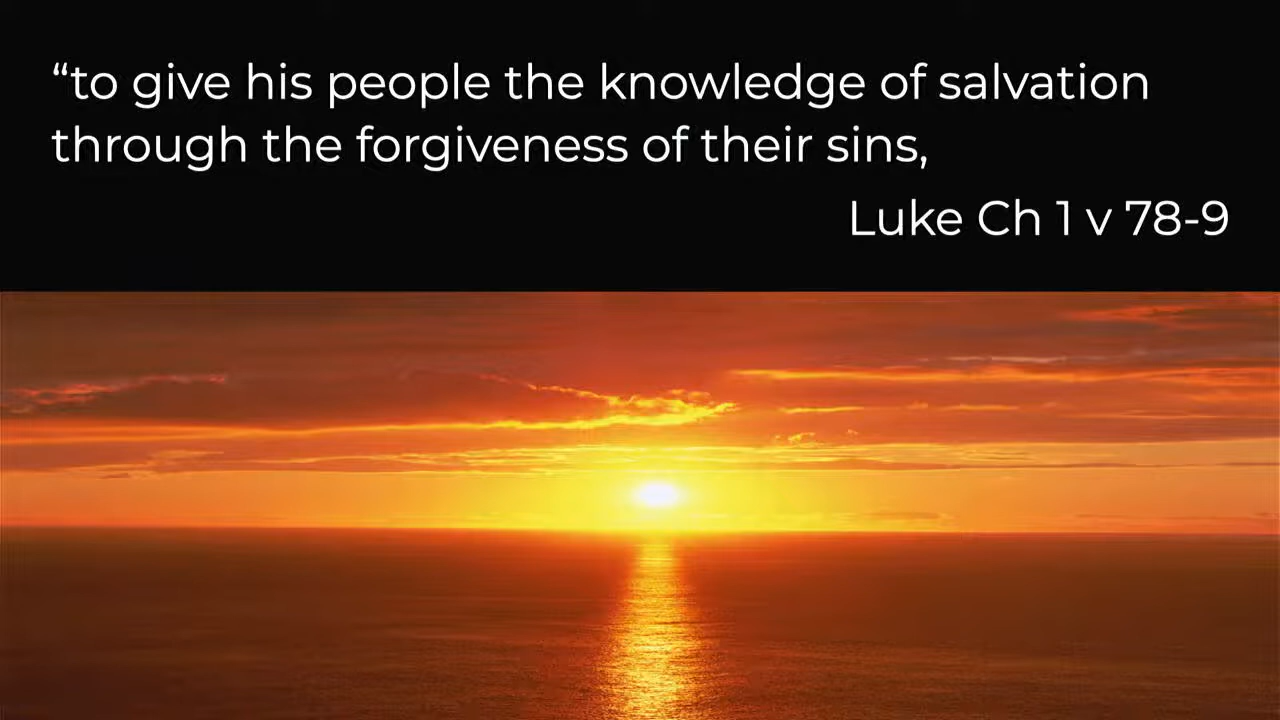 “to give his people the knowledge of salvation
through the forgiveness of their sins,
Luke Ch 1 v 78-9